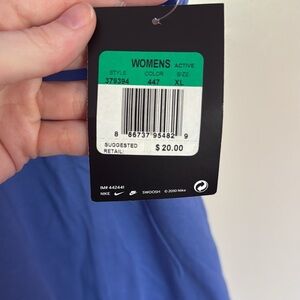 WOMENS ACTIVE
STYLE COLOR SIZE
379394 447 XL
8 86737 95482 9
SUGGESTED
RETAIL: $ 20.00
IM# 442441
NIKE SWOOSH © 2010 Nike